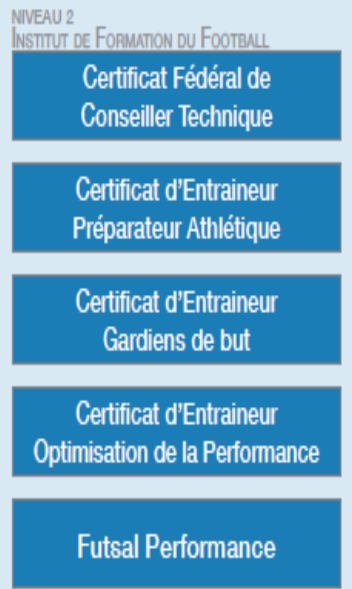 NIVEAU 2
INSTITUT DE FORMATION DU FOOTBALL
Certificat Fédéral de
Conseiller Technique
Certificat d'Entraineur
Préparateur Athlétique
Certificat d'Entraineur
Gardiens de but
Certificat d'Entraineur
Optimisation de la Performance
Futsal Performance